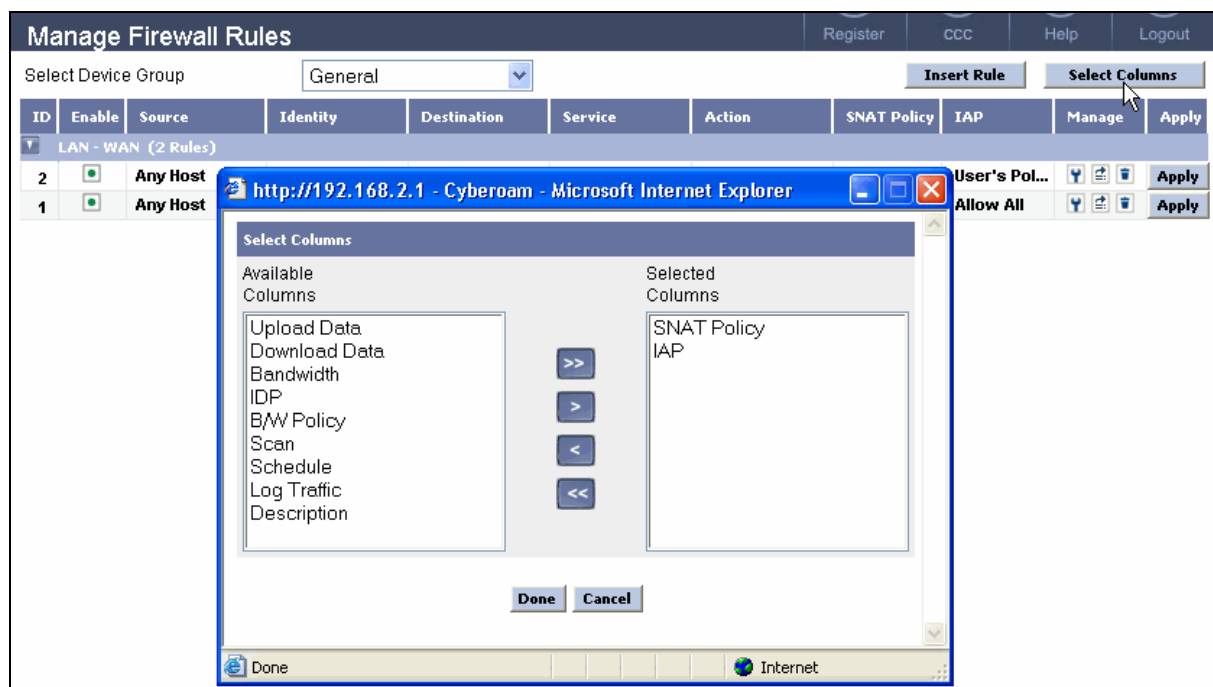 Manage Firewall Rules Register CCC Help Logout
Select Device Group General Insert Rule Select Columns
ID Enable Source Identity Destination Service Action SNAT Policy IAP Manage Apply
LAN - WAN (2 Rules)
2 Any Host User's Pol... Apply
1 Any Host Allow All Apply
http://192.168.2.1 - Cyberoam - Microsoft Internet Explorer
Select Columns
Available
Columns
Selected
Columns
Upload Data
Download Data
Bandwidth
IDP
B/W Policy
Scan
Schedule
Log Traffic
Description
>>
>
<
<<
SNAT Policy
IAP
Done Cancel
Done Internet